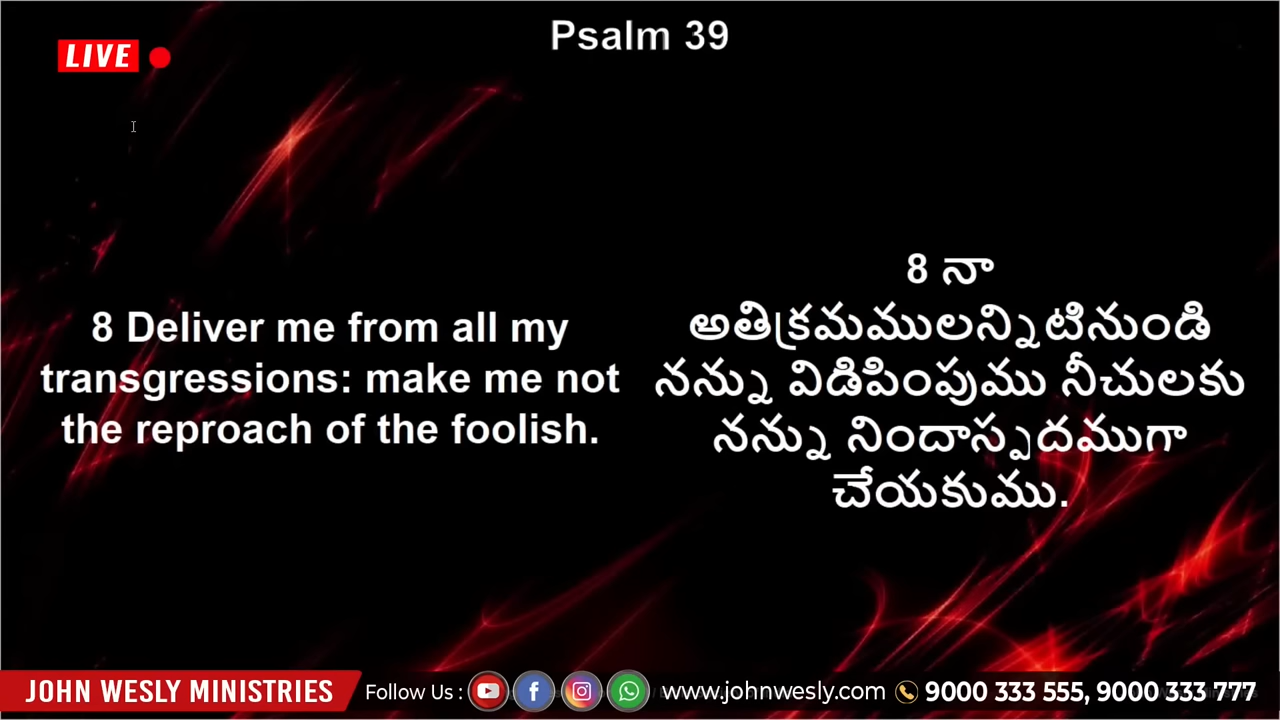 Psalm 39
LIVE
8 Deliver me from all my
transgressions: make me not
the reproach of the foolish.
8 నా
అతిక్రమములన్నిటినుండి
నన్ను విడిపింపుము నీచులకు
నన్ను నిందాస్పదముగా
చేయకుము.
JOHN WESLY MINISTRIES Follow Us : www.johnwesly.com 9000 333 555, 9000 333 777